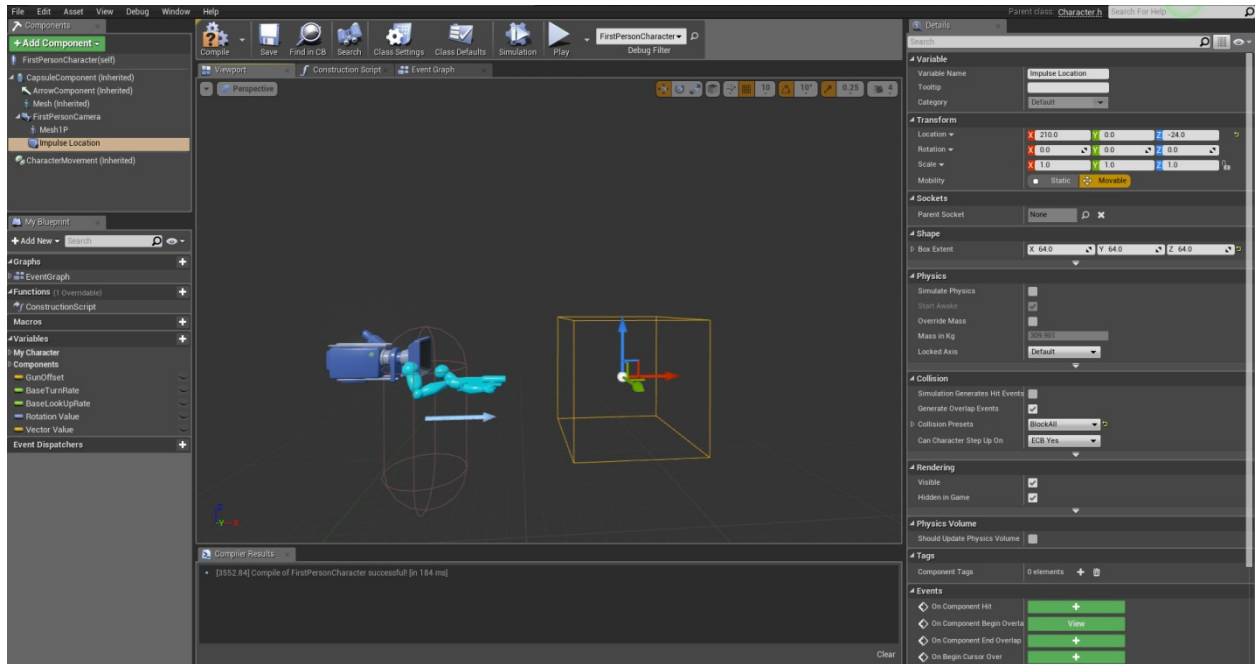 File Edit Asset View Debug Window Help
Parent class: Character.h Search For Help
Components
+Add Component
FirstPersonCharacter(self)
CapsuleComponent (Inherited)
ArrowComponent (Inherited)
Mesh (Inherited)
FirstPersonCamera
Mesh1P
Impulse Location
CharacterMovement (Inherited)
My Blueprint
Add New Search
Graphs
EventGraph
Functions (1 Overridable)
ConstructionScript
Macros
Variables
My Character
Components
GunOffset
BaseTurnRate
BaseLookUpRate
Rotation Value
Vector Value
Event Dispatchers
Compile Save Find in CB Search Class Settings Class Defaults Simulation Play
FirstPersonCharacter
Debug Filter
Viewport Construction Script Event Graph
Perspective 10 10° 0.25 4
Z
Y X
Compiler Results
[3552.84] Compile of FirstPersonCharacter successful! [in 184 ms]
Clear
Details
Search
Variable
Variable Name Impulse Location
Tooltip
Category Default
Transform
Location X 210.0 Y 0.0 Z -24.0
Rotation X 0.0 Y 0.0 Z 0.0
Scale X 1.0 Y 1.0 Z 1.0
Mobility Static Movable
Sockets
Parent Socket None
Shape
Box Extent X 64.0 Y 64.0 Z 64.0
Physics
Simulate Physics
Start Awake
Override Mass
Mass in Kg 309.903
Locked Axis Default
Collision
Simulation Generates Hit Events
Generate Overlap Events
Collision Presets BlockAll
Can Character Step Up On ECB Yes
Rendering
Visible
Hidden in Game
Physics Volume
Should Update Physics Volume
Tags
Component Tags 0 elements
Events
On Component Hit
On Component Begin Overla View
On Component End Overlap
On Begin Cursor Over